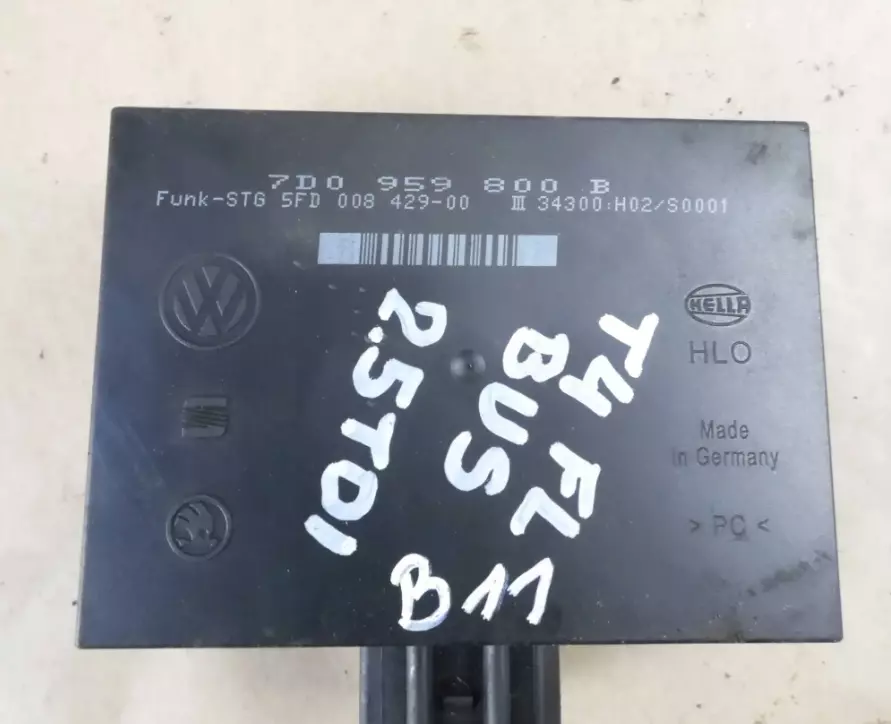 7D0 959 800 B
Funk-STG 5FD 008 429-00 III 34300:H02/S0001
VW
HELLA
HLO
Made
in Germany
> PC <
T4 FL
BUS
2.5TDI
B11